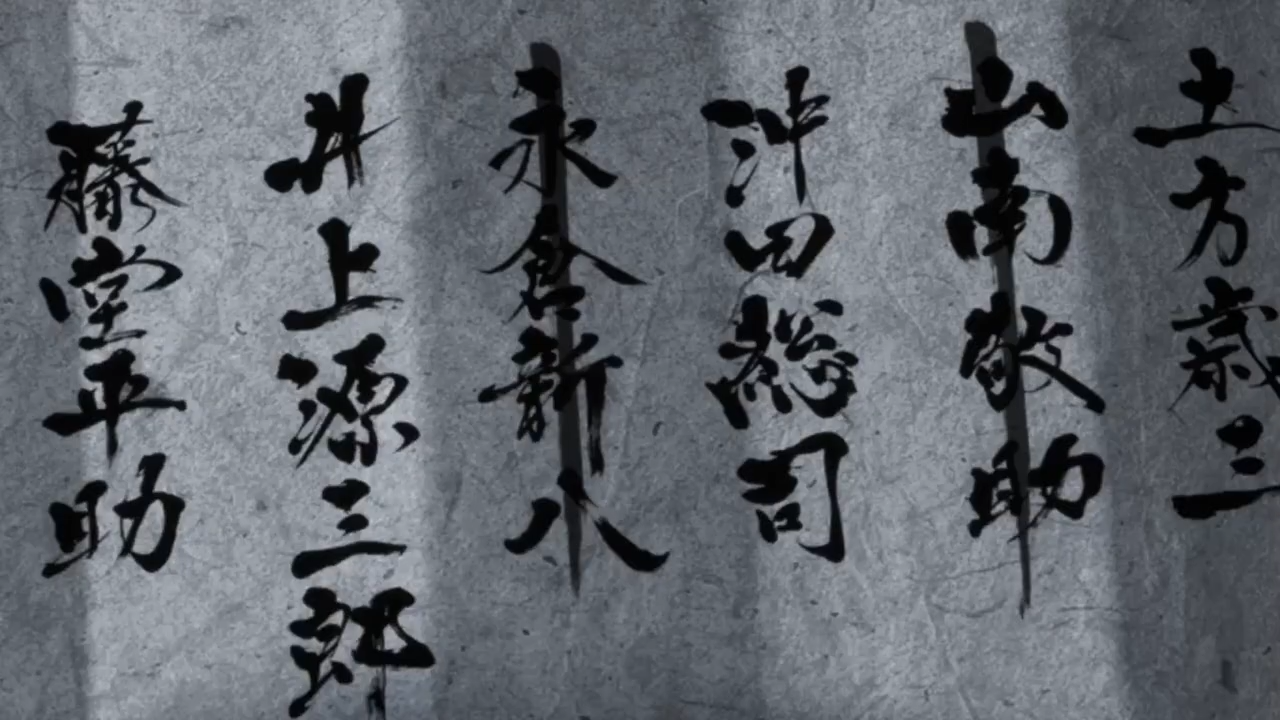 土方歳三
山南敬助
沖田総司
永倉新八
井上源三郎
藤堂平助